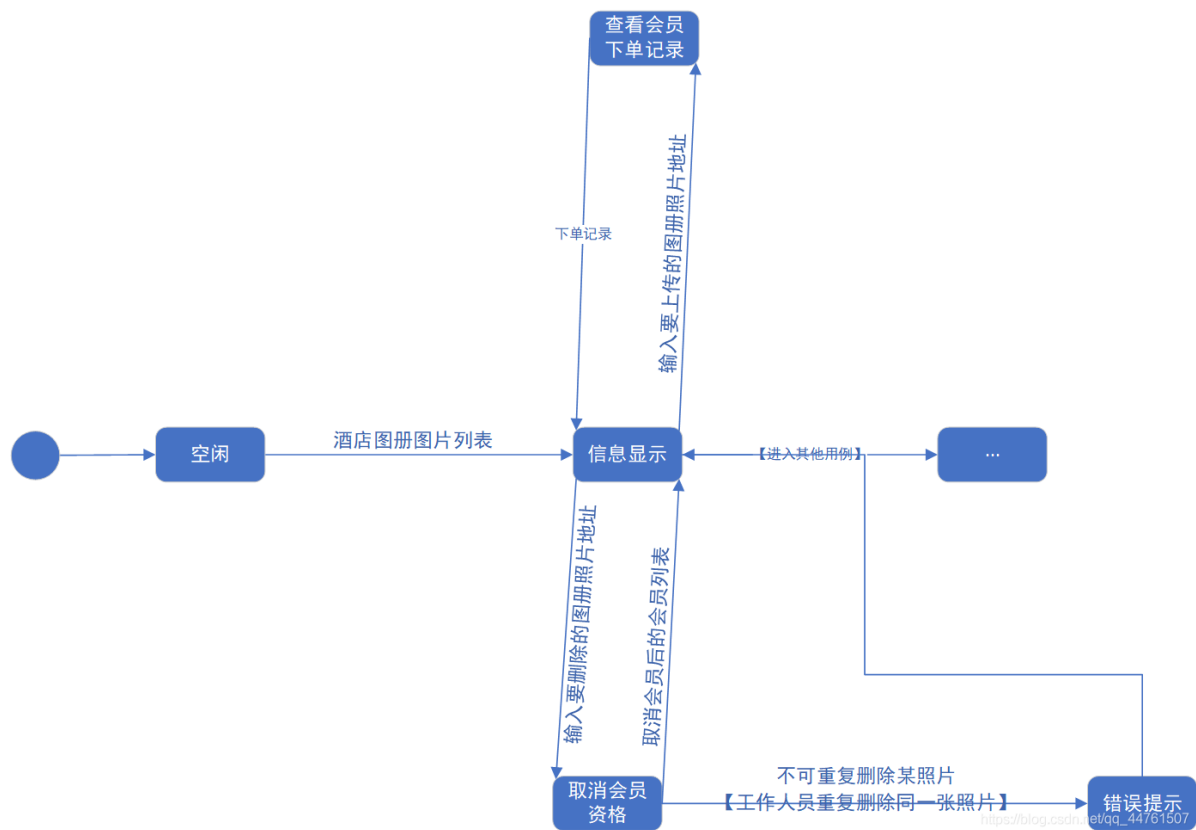 查看会员
下单记录
下单记录
输入要上传的图册照片地址
空闲
酒店图册图片列表
信息显示
【进入其他用例】
...
输入要删除的图册照片地址
取消会员后的会员列表
取消会员
资格
不可重复删除某照片
【工作人员重复删除同一张照片】
错误提示
https://blog.csdn.net/qq_44761507